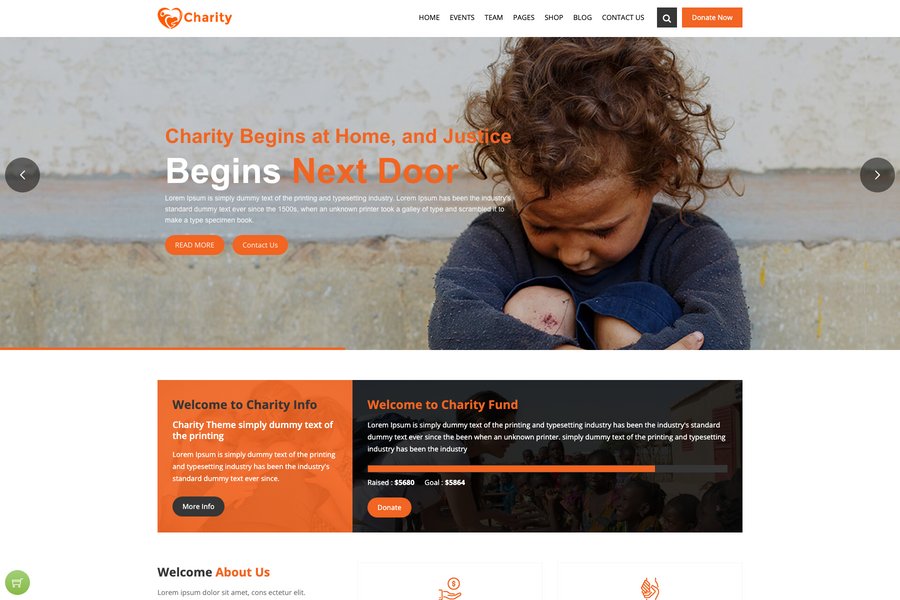 Charity
HOME EVENTS TEAM PAGES SHOP BLOG CONTACT US Donate Now
Charity Begins at Home, and Justice
Begins Next Door
Lorem Ipsum is simply dummy text of the printing and typesetting industry. Lorem Ipsum has been the industry's
standard dummy text ever since the 1500s, when an unknown printer took a galley of type and scrambled it to
make a type specimen book.
READ MORE Contact Us
Welcome to Charity Info
Charity Theme simply dummy text of
the printing
Lorem Ipsum is simply dummy text of the printing
and typesetting industry has been the industry's
standard dummy text ever since.
More Info
Welcome to Charity Fund
Lorem Ipsum is simply dummy text of the printing and typesetting industry has been the industry's standard
dummy text ever since the been when an unknown printer. simply dummy text of the printing and typesetting
industry has been the industry
Raised : $5680 Goal : $5864
Donate
Welcome About Us
Lorem ipsum dolor sit amet, cons ectetur elit.